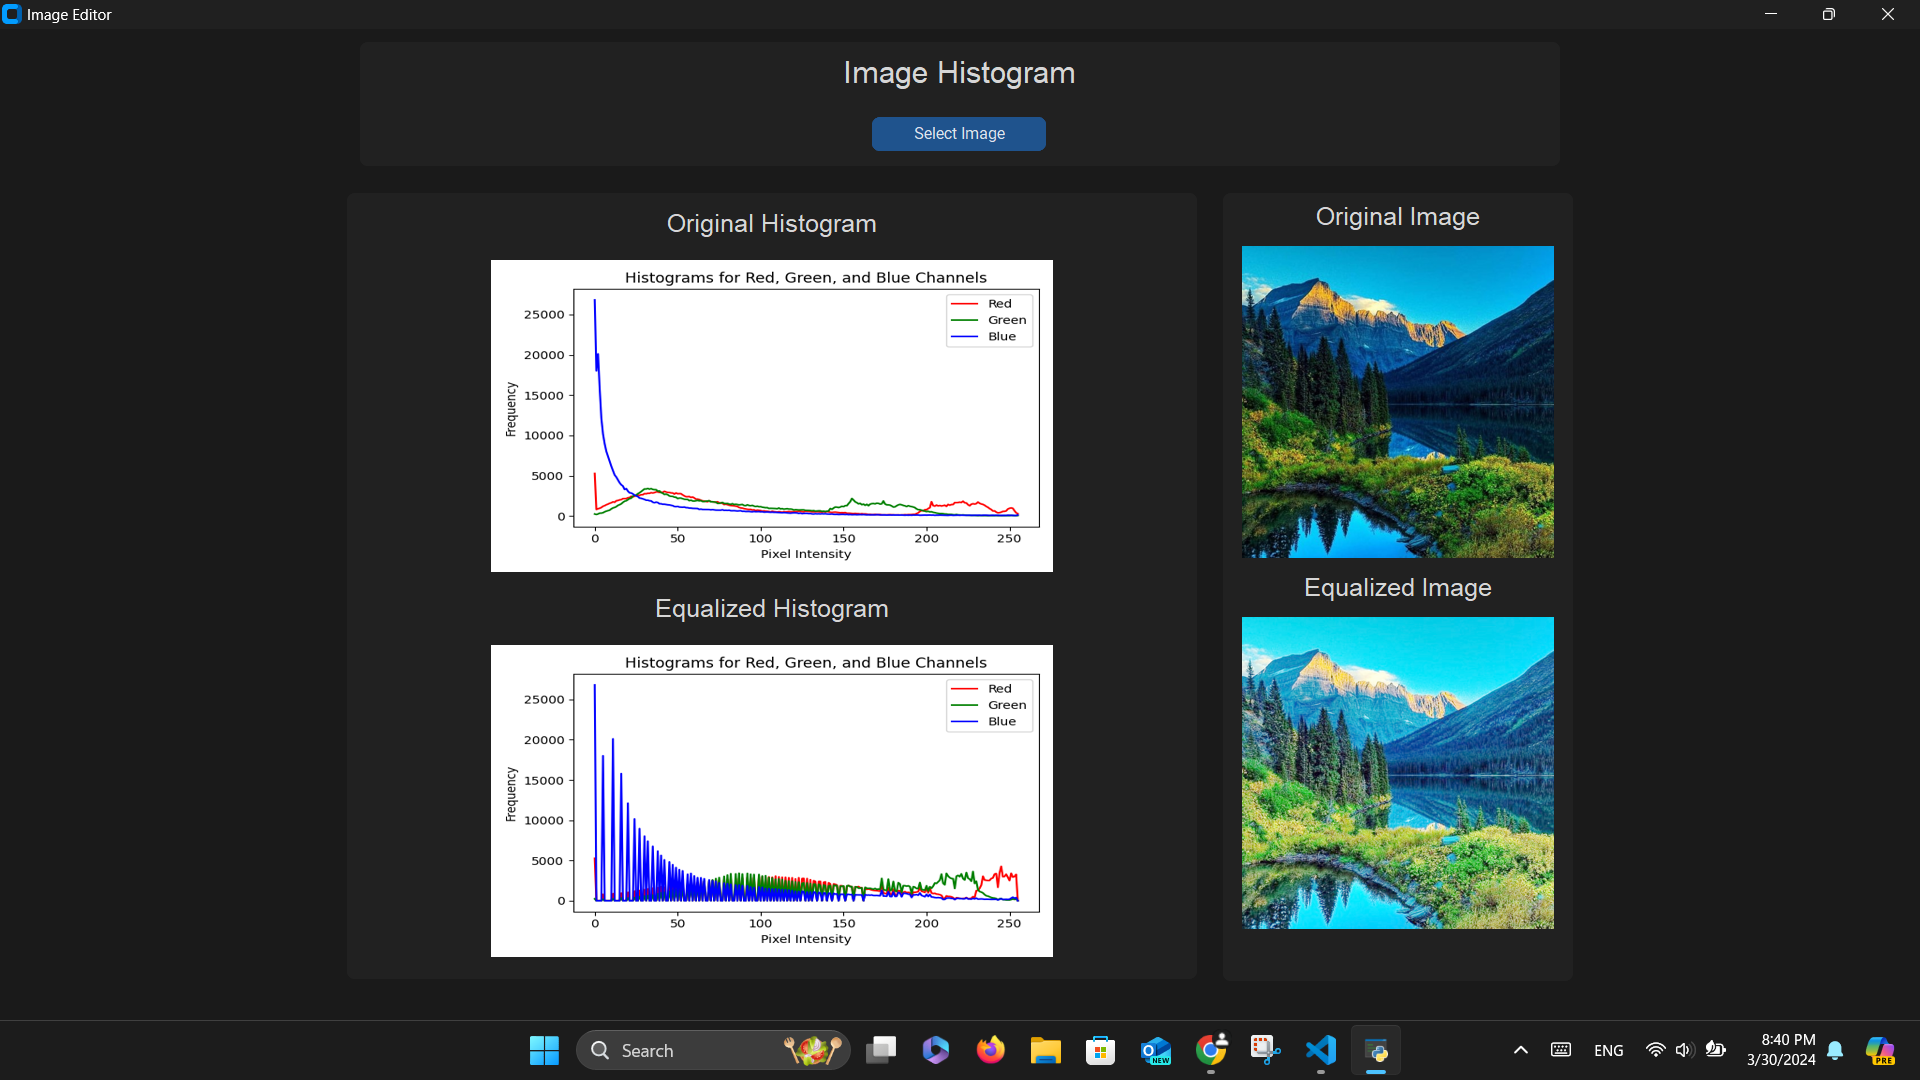 Image Editor
Image Histogram
Select Image
Original Histogram
Histograms for Red, Green, and Blue Channels
Red
Green
Blue
25000
20000
15000
10000
5000
0
Frequency
0 50 100 150 200 250
Pixel Intensity
Equalized Histogram
Histograms for Red, Green, and Blue Channels
Red
Green
Blue
25000
20000
15000
10000
5000
0
Frequency
0 50 100 150 200 250
Pixel Intensity
Original Image
Equalized Image
Search
NEW
ENG
8:40 PM
3/30/2024
PRE